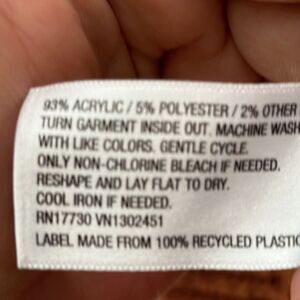 93% ACRYLIC / 5% POLYESTER / 2% OTHER
TURN GARMENT INSIDE OUT. MACHINE WASH
WITH LIKE COLORS. GENTLE CYCLE.
ONLY NON-CHLORINE BLEACH IF NEEDED.
RESHAPE AND LAY FLAT TO DRY.
COOL IRON IF NEEDED.
RN17730 VN1302451
LABEL MADE FROM 100% RECYCLED PLASTIC